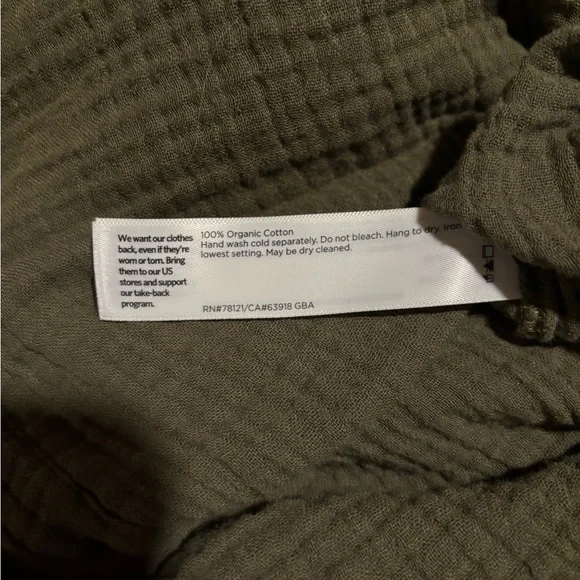 We want our clothes
back, even if they're
worn or torn. Bring
them to our US
stores and support
our take-back
program.
100% Organic Cotton
Hand wash cold separately. Do not bleach. Hang to dry. Iron
lowest setting. May be dry cleaned.
RN#78121/CA#63918 GBA